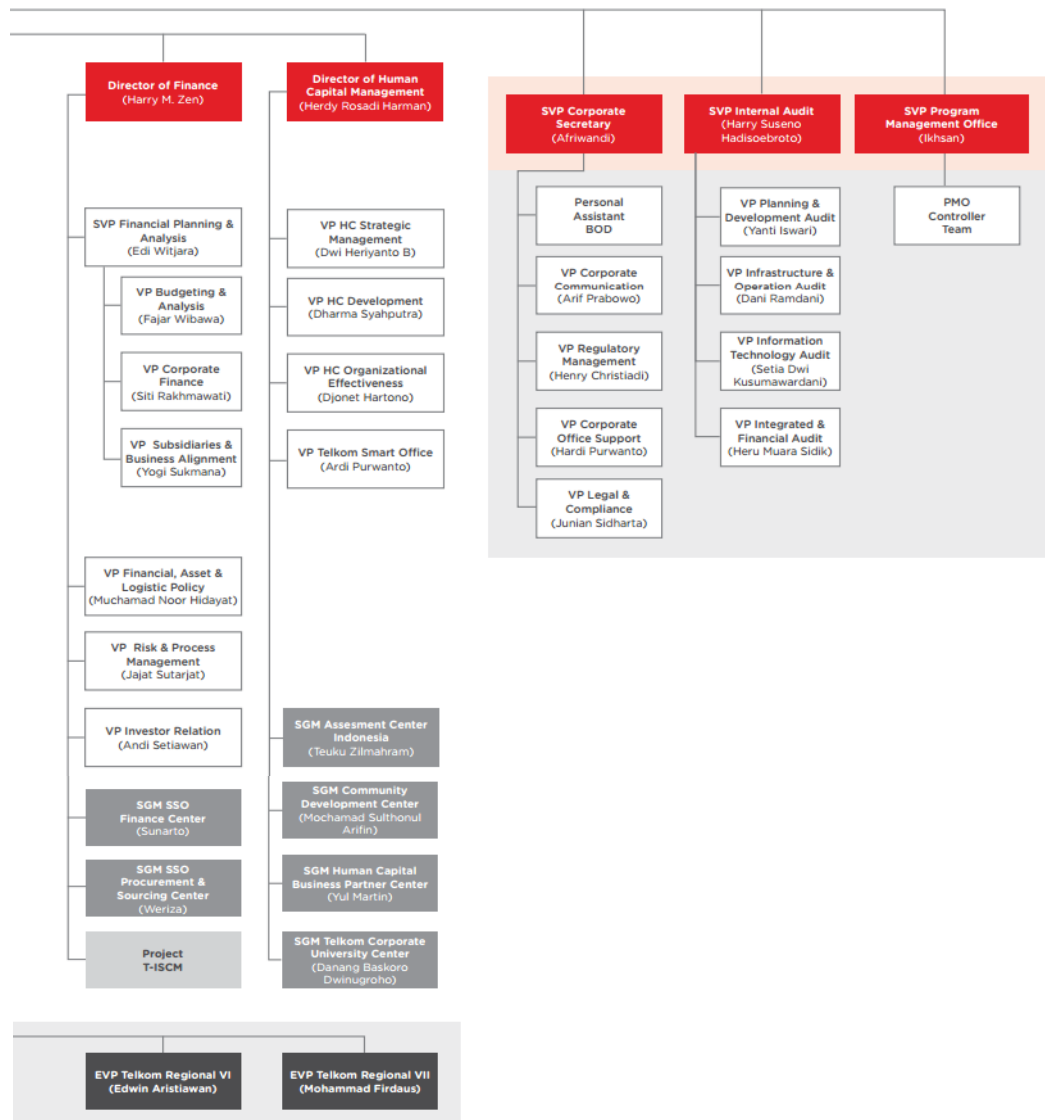 Director of Finance
(Harry M. Zen)
SVP Financial Planning &
Analysis
(Edi Witjara)
VP Budgeting &
Analysis
(Fajar Wibawa)
VP Corporate
Finance
(Siti Rakhmawati)
VP Subsidiaries &
Business Alignment
(Yogi Sukmana)
VP Financial, Asset &
Logistic Policy
(Muchamad Noor Hidayat)
VP Risk & Process
Management
(Jajat Sutarjat)
VP Investor Relation
(Andi Setiawan)
SGM SSO
Finance Center
(Sunarto)
SGM SSO
Procurement &
Sourcing Center
(Weriza)
Project
T-ISCM
Director of Human
Capital Management
(Herdy Rosadi Harman)
VP HC Strategic
Management
(Dwi Heriyanto B)
VP HC Development
(Dharma Syahputra)
VP HC Organizational
Effectiveness
(Djonet Hartono)
VP Telkom Smart Office
(Ardi Purwanto)
SGM Assesment Center
Indonesia
(Teuku Zilmahram)
SGM Community
Development Center
(Mochamad Sulthonul
Arifin)
SGM Human Capital
Business Partner Center
(Yul Martin)
SGM Telkom Corporate
University Center
(Danang Baskoro
Dwinugroho)
SVP Corporate
Secretary
(Afriwandi)
Personal
Assistant
BOD
VP Corporate
Communication
(Arif Prabowo)
VP Regulatory
Management
(Henry Christiadi)
VP Corporate
Office Support
(Hardi Purwanto)
VP Legal &
Compliance
(Junian Sidharta)
SVP Internal Audit
(Harry Suseno
Hadisoebroto)
VP Planning &
Development Audit
(Yanti Iswari)
VP Infrastructure &
Operation Audit
(Dani Ramdani)
VP Information
Technology Audit
(Setia Dwi
Kusumawardani)
VP Integrated &
Financial Audit
(Heru Muara Sidik)
SVP Program
Management Office
(Ikhsan)
PMO
Controller
Team
EVP Telkom Regional VI
(Edwin Aristiawan)
EVP Telkom Regional VII
(Mohammad Firdaus)